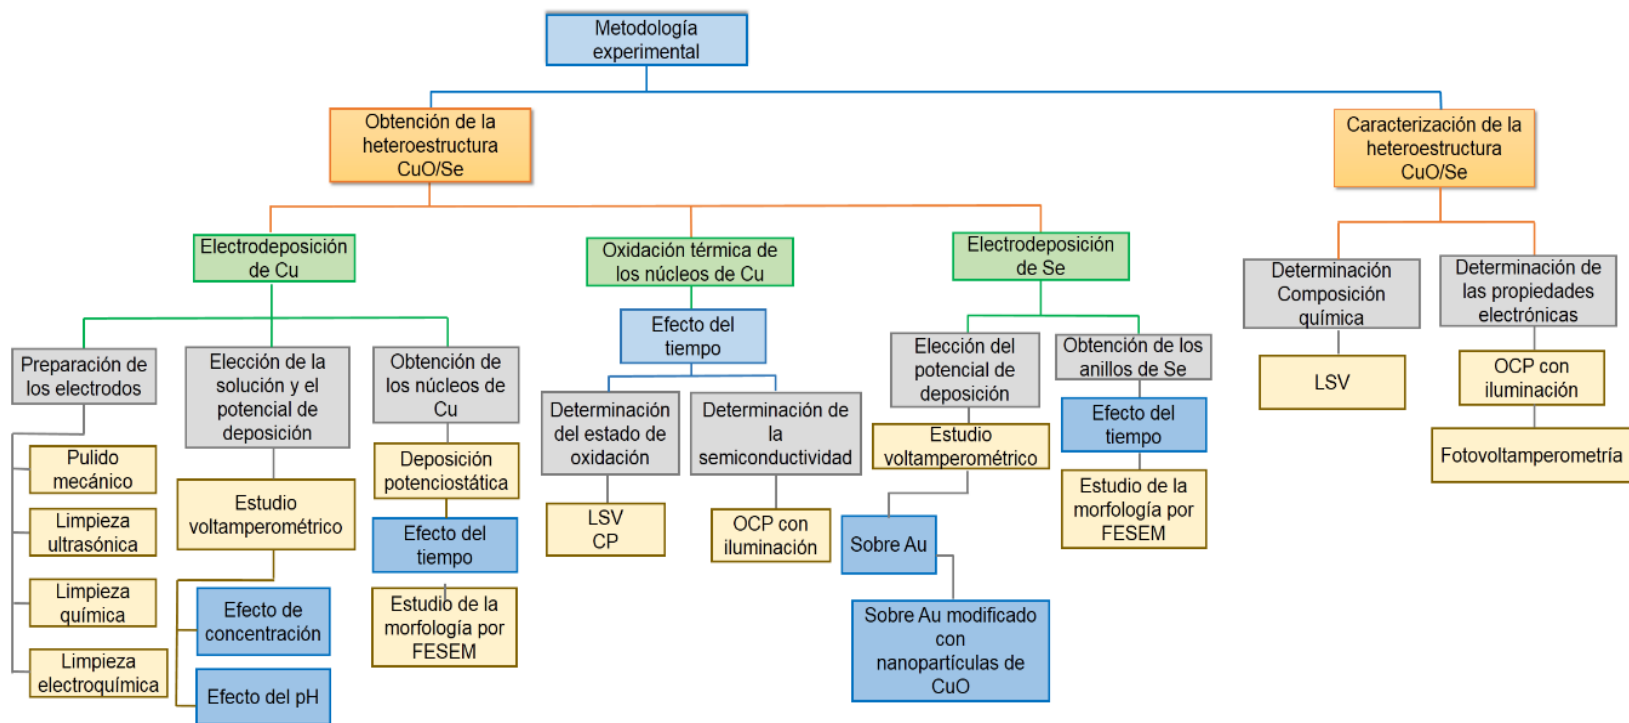 Metodología
experimental
Obtención de la
heteroestructura
CuO/Se
Caracterización de la
heteroestructura
CuO/Se
Electrodeposición
de Cu
Oxidación térmica de
los núcleos de Cu
Electrodeposición
de Se
Determinación
Composición
química
Determinación de
las propiedades
electrónicas
Preparación de
los electrodos
Elección de la
solución y el
potencial de
deposición
Obtención de
los núcleos de
Cu
Efecto del
tiempo
Elección del
potencial de
deposición
Obtención de los
anillos de Se
LSV
OCP con
iluminación
Determinación
del estado de
oxidación
Determinación de
la
semiconductividad
Efecto del
tiempo
Pulido
mecánico
Estudio
voltamperométrico
Deposición
potenciostática
Estudio
voltamperométrico
Fotovoltamperometría
Limpieza
ultrasónica
Efecto del
tiempo
LSV
CP
OCP con
iluminación
Sobre Au
Estudio de la
morfología por
FESEM
Limpieza
química
Efecto de
concentración
Estudio de la
morfología por
FESEM
Sobre Au modificado
con
nanopartículas de
CuO
Limpieza
electroquímica
Efecto del pH